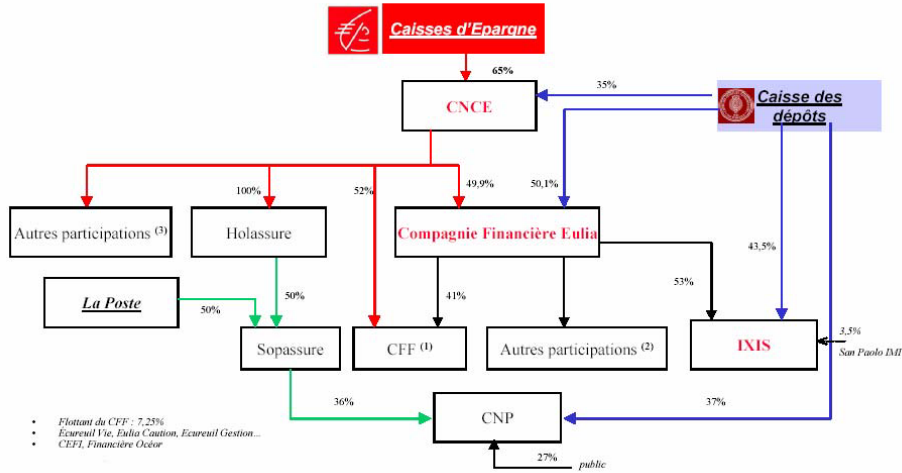 Caisses d'Epargne
65%
35%
CNCE
Caisse des
dépôts
100%
52%
49,9%
50,1%
Autres participations (3)
Holassure
Compagnie Financière Eulia
43,5%
La Poste
50%
50%
41%
53%
Sopassure
CFF (1)
Autres participations (2)
IXIS
3,5%
San Paolo IMI
36%
CNP
37%
• Flottant du CFF : 7,25%
• Écureuil Vie, Eulia Caution, Ecureuil Gestion...
• CEFI, Financière Océor
27%
public